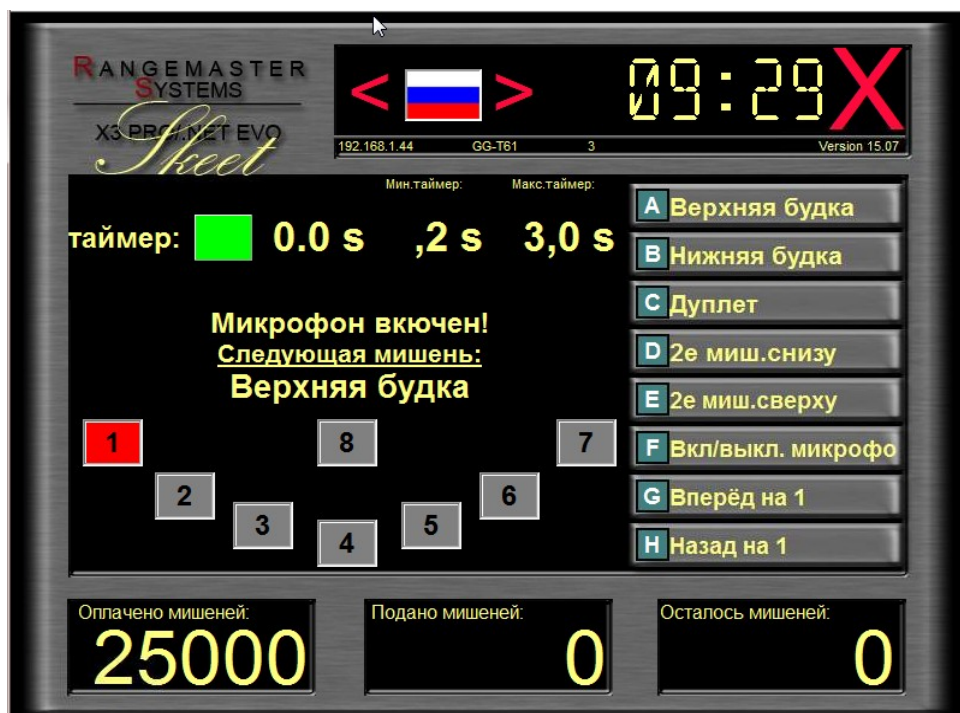 RANGEMASTER
SYSTEMS
X3 PRO/.NET EVO
Skeet
< > 09:29 X
192.168.1.44 GG-T61 3 Version 15.07
Мин.таймер: Макс.таймер:
таймер: 0.0 s ,2 s 3,0 s
Микрофон вкючен!
Следующая мишень:
Верхняя будка
1 8 7
2 6
3 5
4
A Верхняя будка
B Нижняя будка
C Дуплет
D 2е миш.снизу
E 2е миш.сверху
F Вкл/выкл. микрофо
G Вперёд на 1
H Назад на 1
Оплачено мишеней: Подано мишеней: Осталось мишеней:
25000 0 0